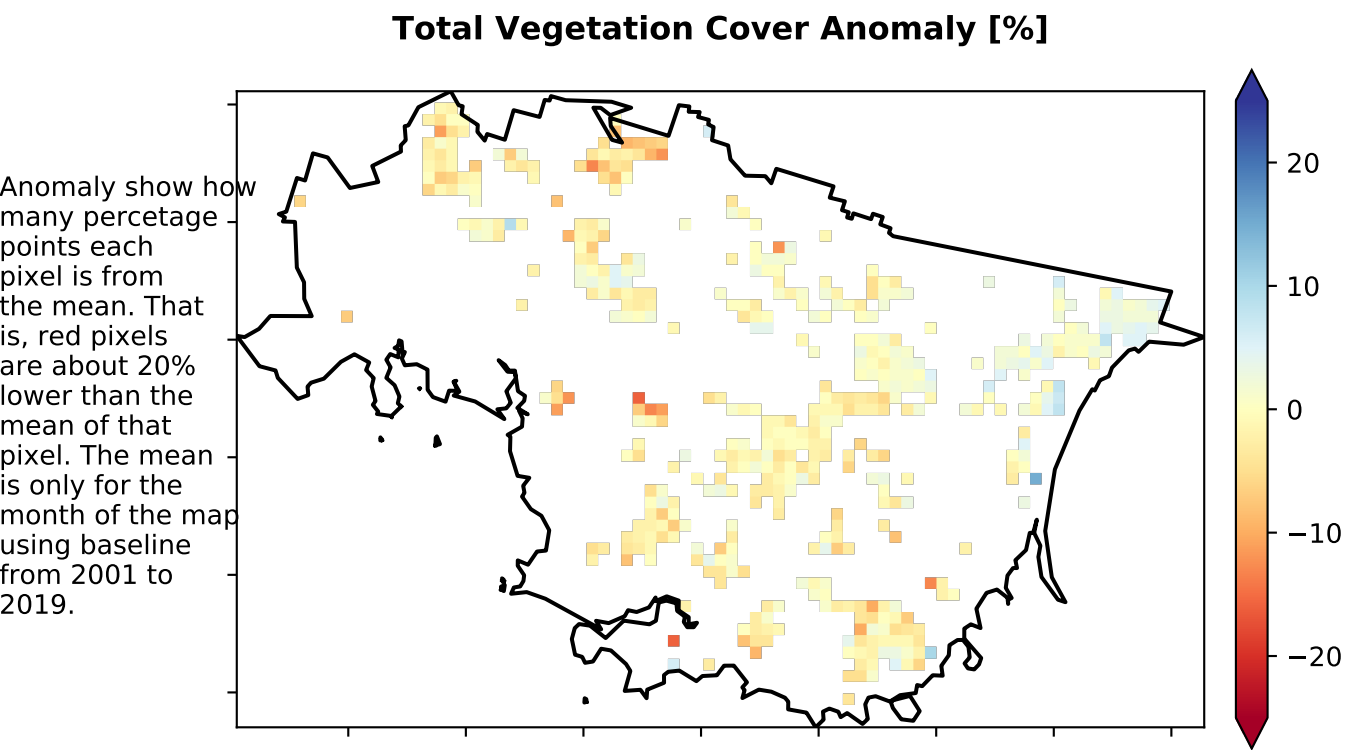 Total Vegetation Cover Anomaly [%]
Anomaly show how
many percetage
points each
pixel is from
the mean. That
is, red pixels
are about 20%
lower than the
mean of that
pixel. The mean
is only for the
month of the map
using baseline
from 2001 to
2019.
20
10
0
−10
−20